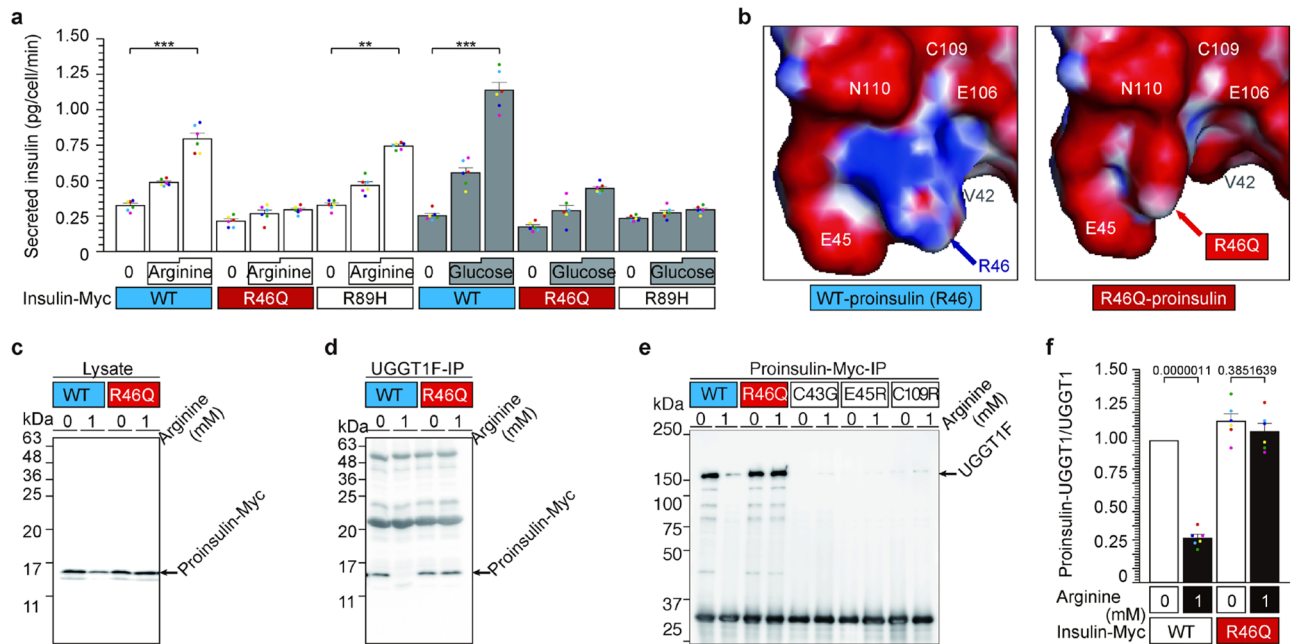 a
Secreted insulin (pg/cell/min)
1.50
1.25
1.00
0.75
0.50
0.25
0
***
**
***
0 Arginine 0 Arginine 0 Arginine 0 Glucose 0 Glucose 0 Glucose
Insulin-Myc WT R46Q R89H WT R46Q R89H
b
C109
N110
E106
V42
E45
R46
WT-proinsulin (R46)
C109
N110
E106
V42
E45
R46Q
R46Q-proinsulin
c
Lysate
WT R46Q
0 1 0 1
Arginine
(mM)
kDa
63
48
36
25
20
17
11
Proinsulin-Myc
d
UGGT1F-IP
WT R46Q
0 1 0 1
Arginine
(mM)
kDa
63
48
36
25
20
17
11
Proinsulin-Myc
e
Proinsulin-Myc-IP
WT R46Q C43G E45R C109R
0 1 0 1 0 1 0 1 0 1
Arginine
(mM)
kDa
250
150
100
75
50
37
25
UGGT1F
f
Proinsulin-UGGT1/UGGT1
0.0000011 0.3851639
1.50
1.25
1.00
0.75
0.50
0.25
0
Arginine
(mM)
0 1 0 1
Insulin-Myc WT R46Q